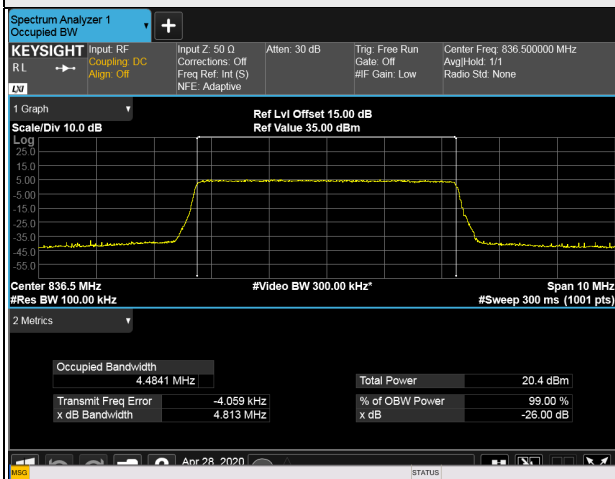 Spectrum Analyzer 1
Occupied BW
+
KEYSIGHT Input: RF Input Z: 50 Ω Atten: 30 dB Trig: Free Run Center Freq: 836.500000 MHz
RL Coupling: DC Corrections: Off Gate: Off Avg|Hold: 1/1
Align: Off Freq Ref: Int (S) #IF Gain: Low Radio Std: None
LXI NFE: Adaptive
1 Graph Ref Lvl Offset 15.00 dB
Scale/Div 10.0 dB Ref Value 35.00 dBm
Log
25.0
15.0
5.00
-5.00
-15.0
-25.0
-35.0
-45.0
-55.0
Center 836.5 MHz #Video BW 300.00 kHz* Span 10 MHz
#Res BW 100.00 kHz #Sweep 300 ms (1001 pts)
2 Metrics
Occupied Bandwidth
4.4841 MHz Total Power 20.4 dBm
Transmit Freq Error -4.059 kHz % of OBW Power 99.00 %
x dB Bandwidth 4.813 MHz x dB -26.00 dB
Apr 28, 2020
MSG STATUS